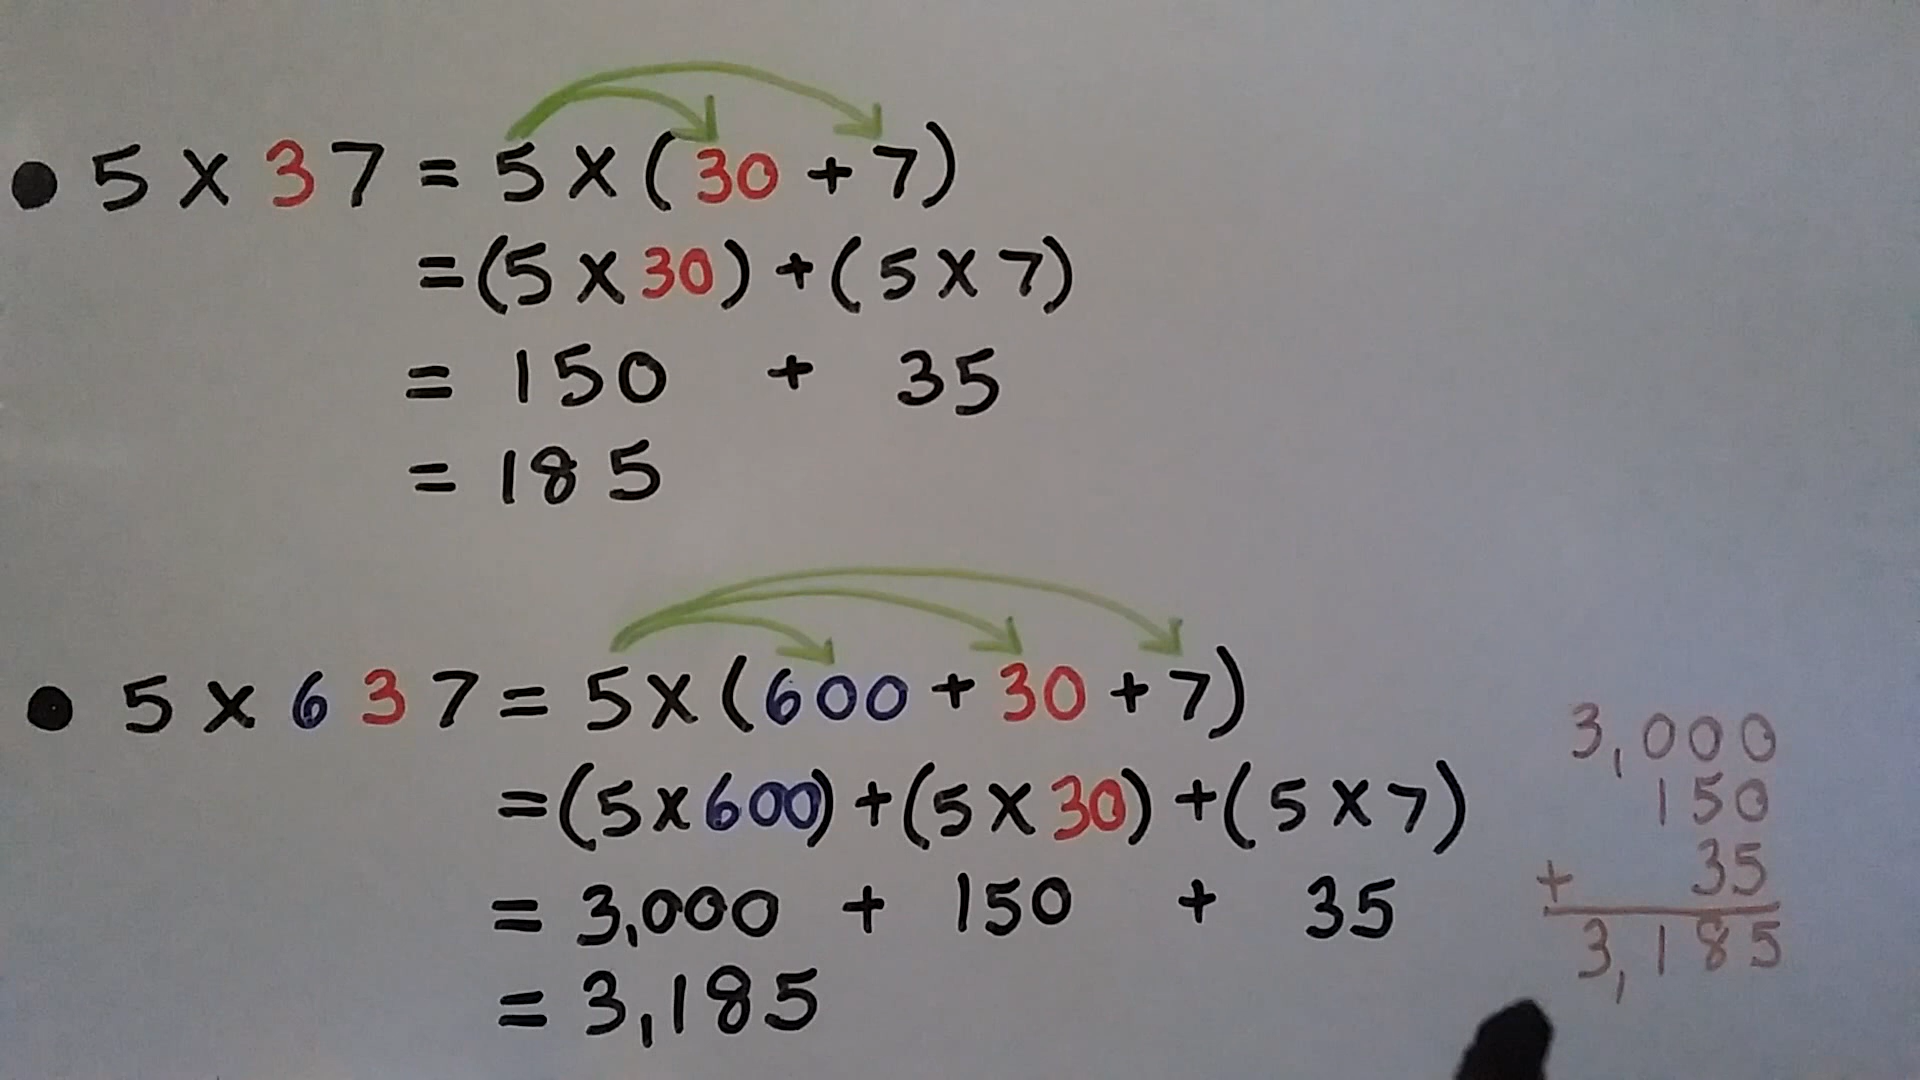 ● 5 × 37 = 5 × (30 + 7)
= (5 × 30) + (5 × 7)
= 150 + 35
= 185
● 5 × 637 = 5 × (600 + 30 + 7)
= (5 × 600) + (5 × 30) + (5 × 7)
= 3,000 + 150 + 35
= 3,185
3,000
150
+ 35
3,185